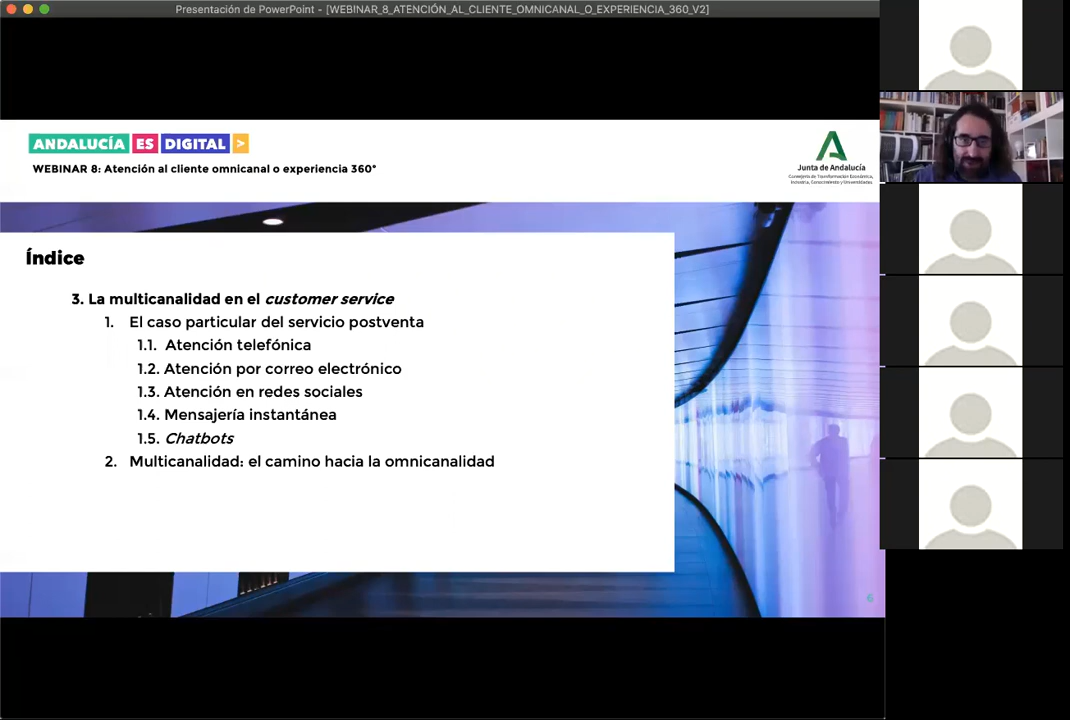 Presentación de PowerPoint - [WEBINAR_8_ATENCIÓN_AL_CLIENTE_OMNICANAL_O_EXPERIENCIA_360_V2]
ANDALUCÍA ES DIGITAL >
WEBINAR 8: Atención al cliente omnicanal o experiencia 360°
Junta de Andalucía
Consejería de Transformación Económica,
Industria, Conocimiento y Universidades
Índice
3. La multicanalidad en el customer service
1. El caso particular del servicio postventa
1.1. Atención telefónica
1.2. Atención por correo electrónico
1.3. Atención en redes sociales
1.4. Mensajería instantánea
1.5. Chatbots
2. Multicanalidad: el camino hacia la omnicanalidad